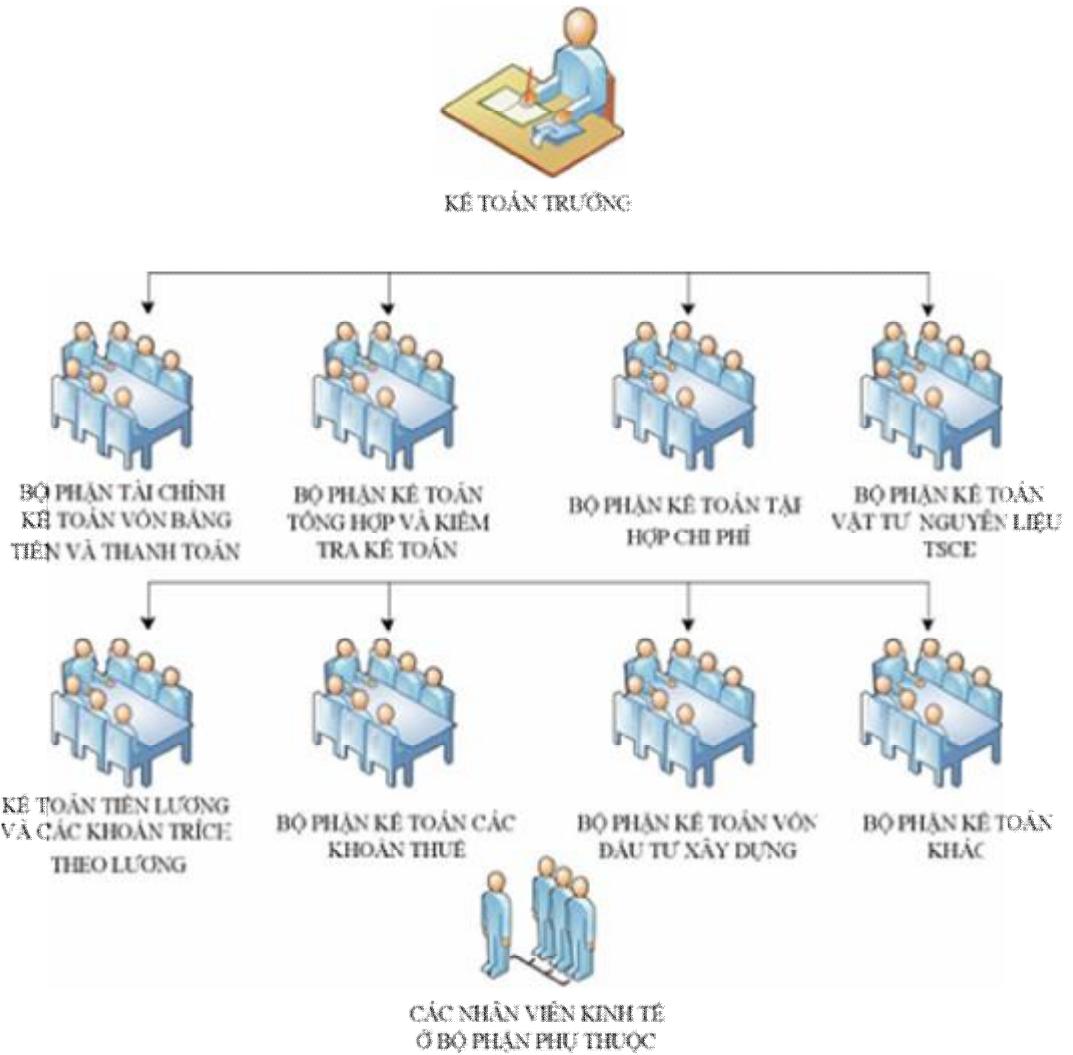 KẾ TOÁN TRƯỞNG
BỘ PHẬN TÀI CHÍNH
KẾ TOÁN VỐN BẰNG
TIỀN VÀ THANH TOÁN
BỘ PHẬN KẾ TOÁN
TỔNG HỢP VÀ KIỂM
TRA KẾ TOÁN
BỘ PHẬN KẾ TOÁN TẬP
HỢP CHI PHÍ
BỘ PHẬN KẾ TOÁN
VẬT TƯ NGUYÊN LIỆU
TSCĐ
KẾ TOÁN TIỀN LƯƠNG
VÀ CÁC KHOẢN TRÍCH
THEO LƯƠNG
BỘ PHẬN KẾ TOÁN CÁC
KHOẢN THUẾ
BỘ PHẬN KẾ TOÁN VỐN
ĐẦU TƯ XÂY DỰNG
BỘ PHẬN KẾ TOÁN
KHÁC
CÁC NHÂN VIÊN KINH TẾ
Ở BỘ PHẬN PHỤ THUỘC